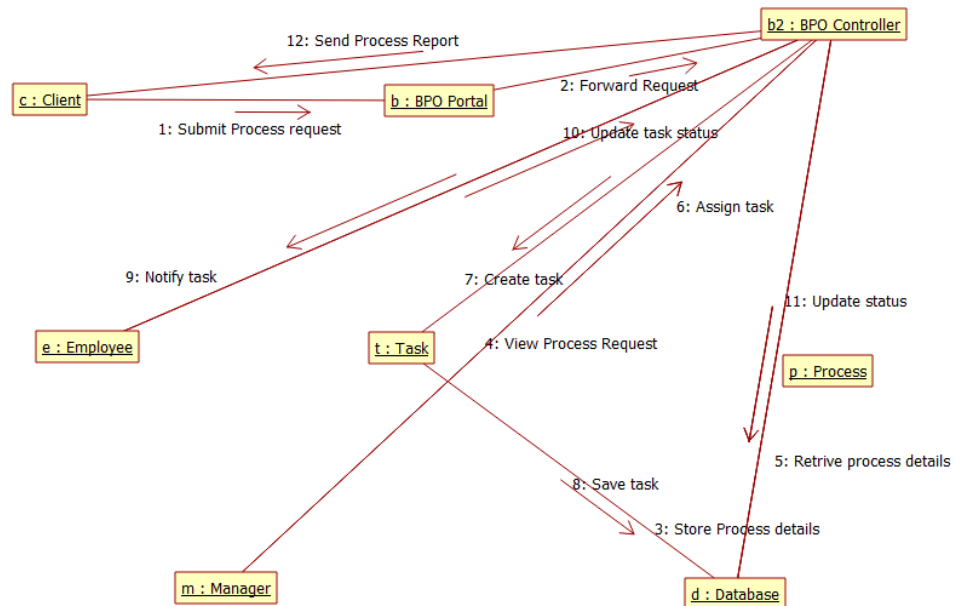 b2 : BPO Controller
12: Send Process Report
c : Client
b : BPO Portal
2: Forward Request
1: Submit Process request
10: Update task status
6: Assign task
9: Notify task
7: Create task
11: Update status
e : Employee
t : Task
4: View Process Request
p : Process
5: Retrive process details
8: Save task
3: Store Process details
m : Manager
d : Database